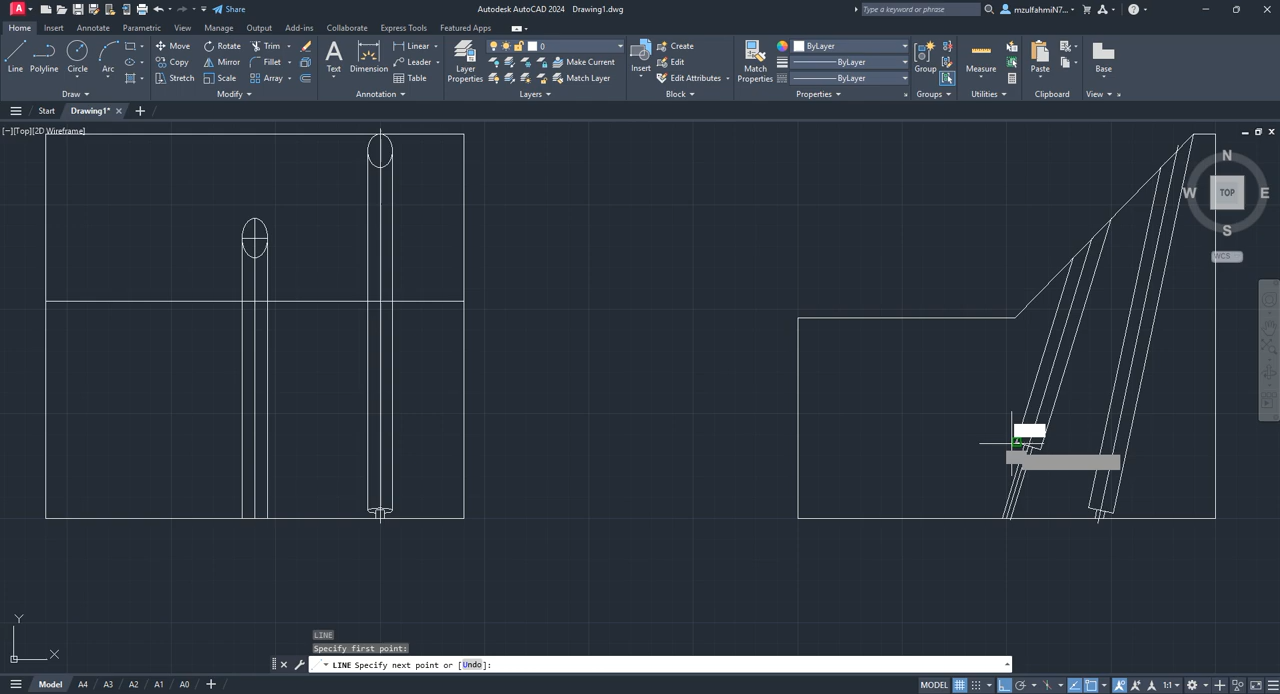 Share
Autodesk AutoCAD 2024 Drawing1.dwg
Type a keyword or phrase
mzulfahmiN7...
Home Insert Annotate Parametric View Manage Output Add-ins Collaborate Express Tools Featured Apps
Line Polyline Circle Arc
Move Rotate Trim
Copy Mirror Fillet
Stretch Scale Array
Text Dimension
Linear
Leader
Table
Layer Properties
0
Make Current
Match Layer
Insert
Create
Edit
Edit Attributes
Match Properties
ByLayer
ByLayer
ByLayer
Group
Measure
Paste
Base
Draw Modify Annotation Layers Block Properties Groups Utilities Clipboard View
Start Drawing1*
[−][Top][2D Wireframe]
N
W TOP E
S
WCS
Y
X
LINE
Specify first point:
LINE Specify next point or [Undo]:
Model A4 A3 A2 A1 A0
MODEL 1:1